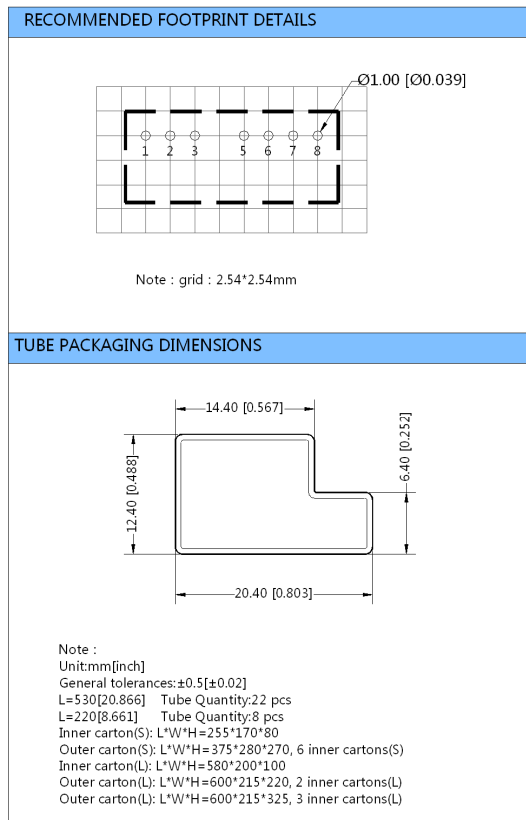 RECOMMENDED FOOTPRINT DETAILS
Ø1.00 [Ø0.039]
1 2 3 5 6 7 8
Note : grid : 2.54*2.54mm
TUBE PACKAGING DIMENSIONS
14.40 [0.567]
12.40 [0.488]
6.40 [0.252]
20.40 [0.803]
Note :
Unit:mm[inch]
General tolerances:±0.5[±0.02]
L=530[20.866] Tube Quantity:22 pcs
L=220[8.661] Tube Quantity:8 pcs
Inner carton(S): L*W*H=255*170*80
Outer carton(S): L*W*H=375*280*270, 6 inner cartons(S)
Inner carton(L): L*W*H=580*200*100
Outer carton(L): L*W*H=600*215*220, 2 inner cartons(L)
Outer carton(L): L*W*H=600*215*325, 3 inner cartons(L)